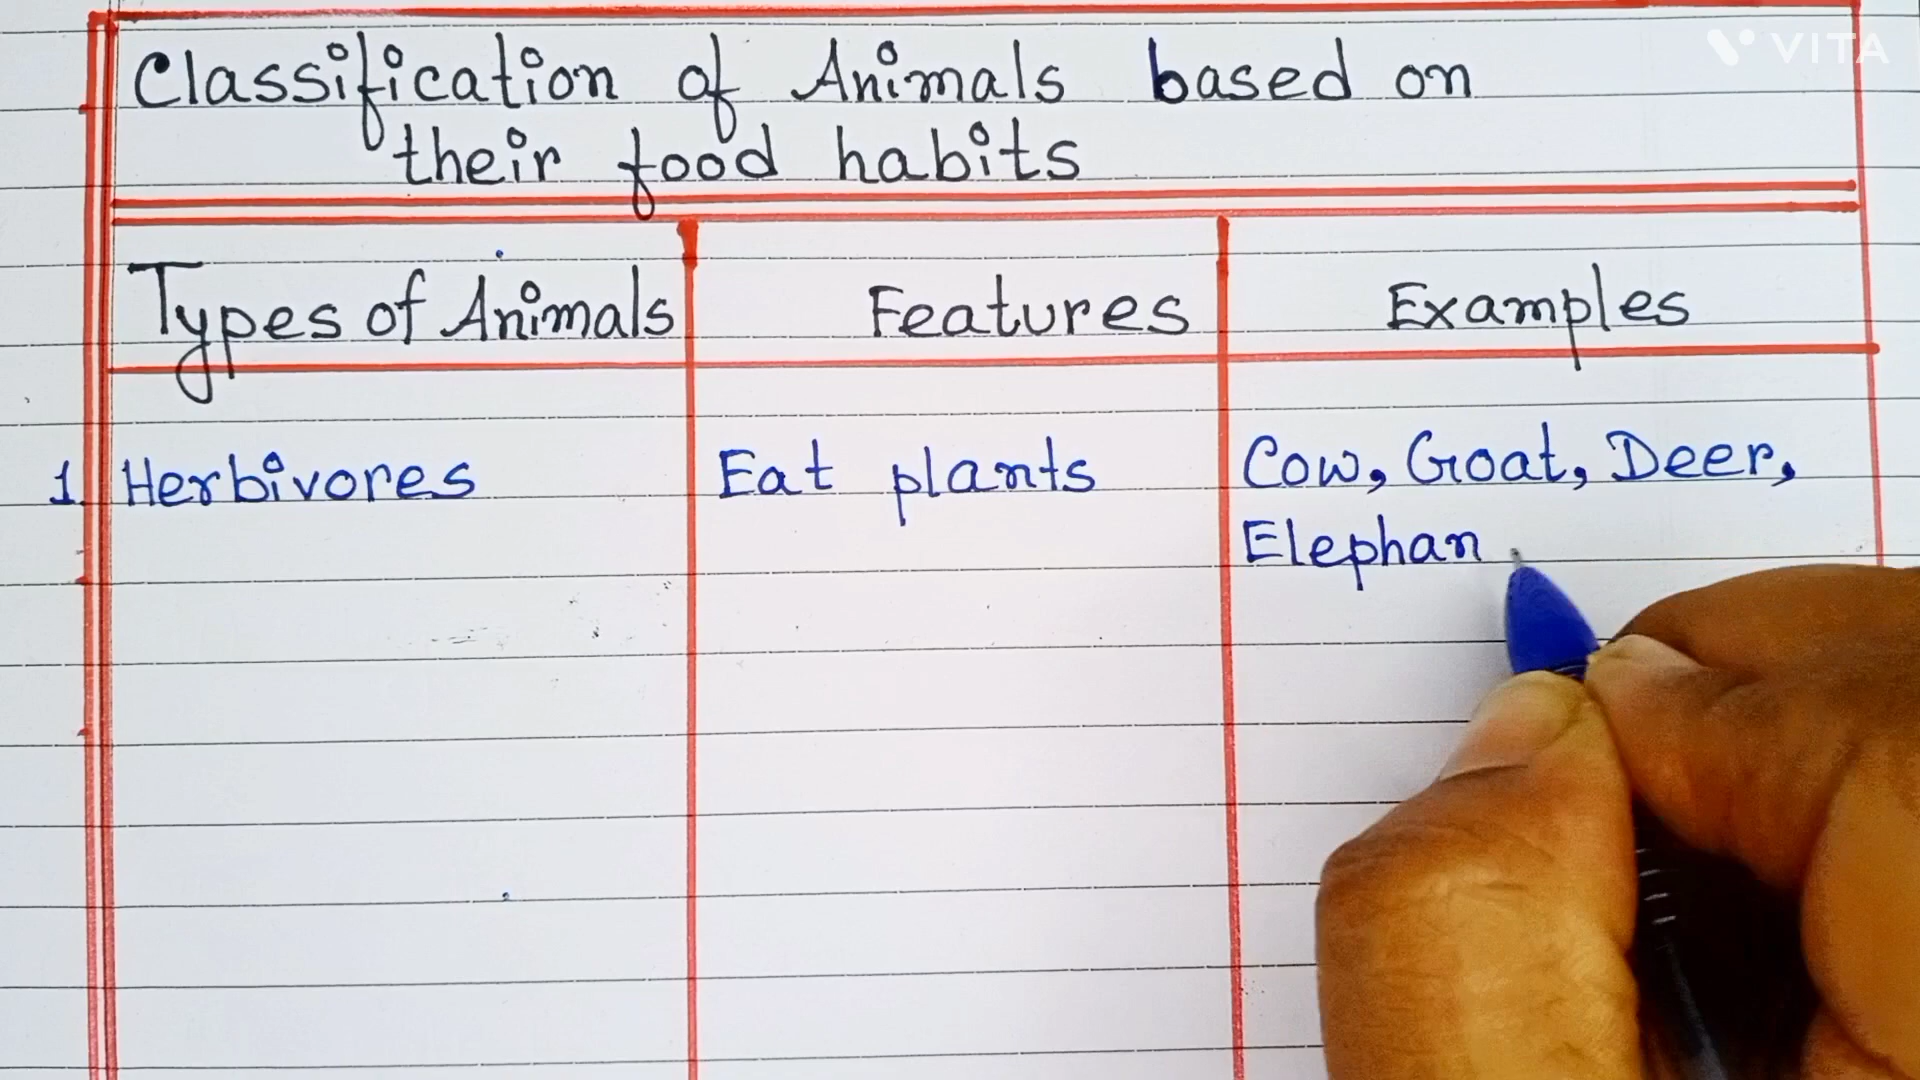 VITA
Classification of Animals based on
their food habits
Types of Animals Features Examples
1. Herbivores Eat plants Cow, Goat, Deer,
Elephan